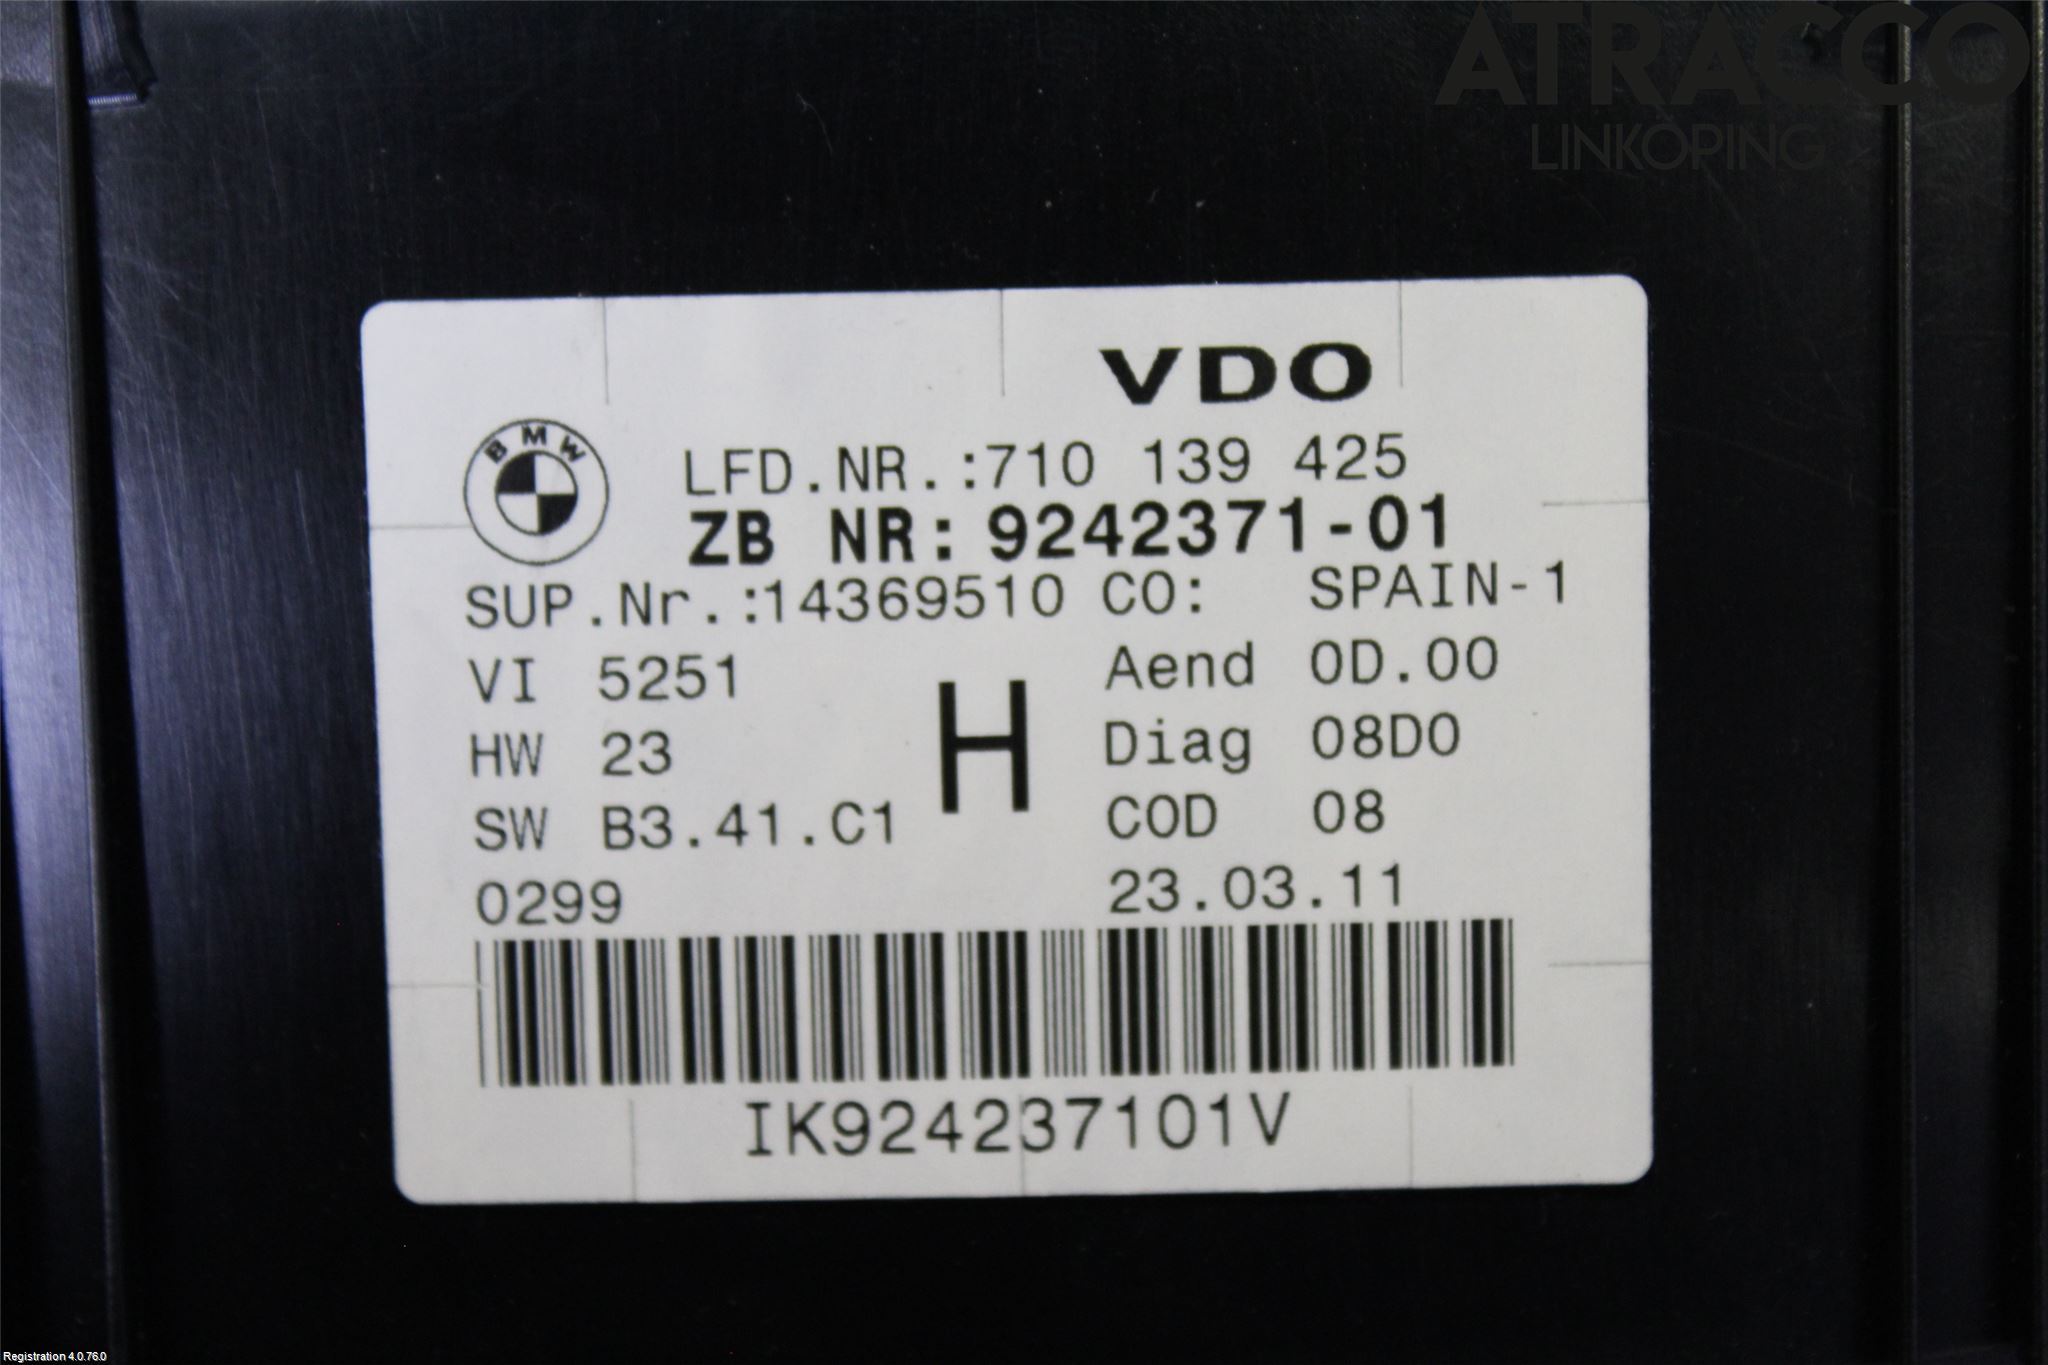 ATRACCO
LINKÖPING
VDO
BMW
LFD.NR.:710 139 425
ZB NR: 9242371-01
SUP.Nr.:14369510 CO: SPAIN-1
VI 5251 Aend 0D.00
H
HW 23 Diag 08D0
SW B3.41.C1 COD 08
0299 23.03.11
IK924237101V
Registration 4.0.76.0